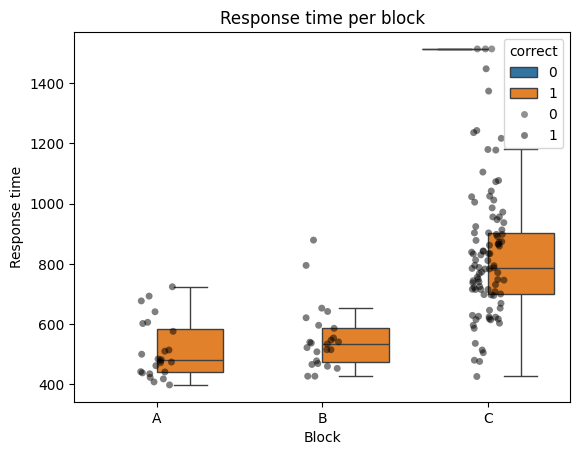 Response time per block
correct
0
1
0
1
1400
1200
1000
800
600
400
Response time
A B C
Block